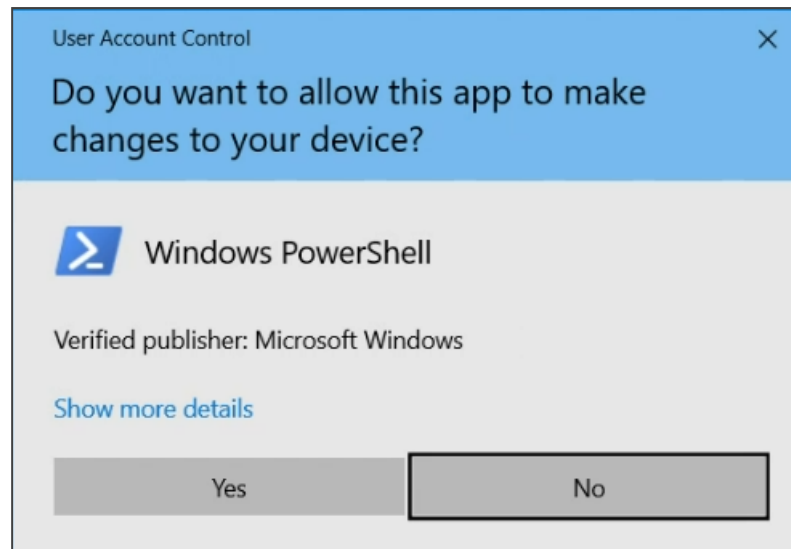 User Account Control
Do you want to allow this app to make
changes to your device?
Windows PowerShell
Verified publisher: Microsoft Windows
Show more details
Yes
No